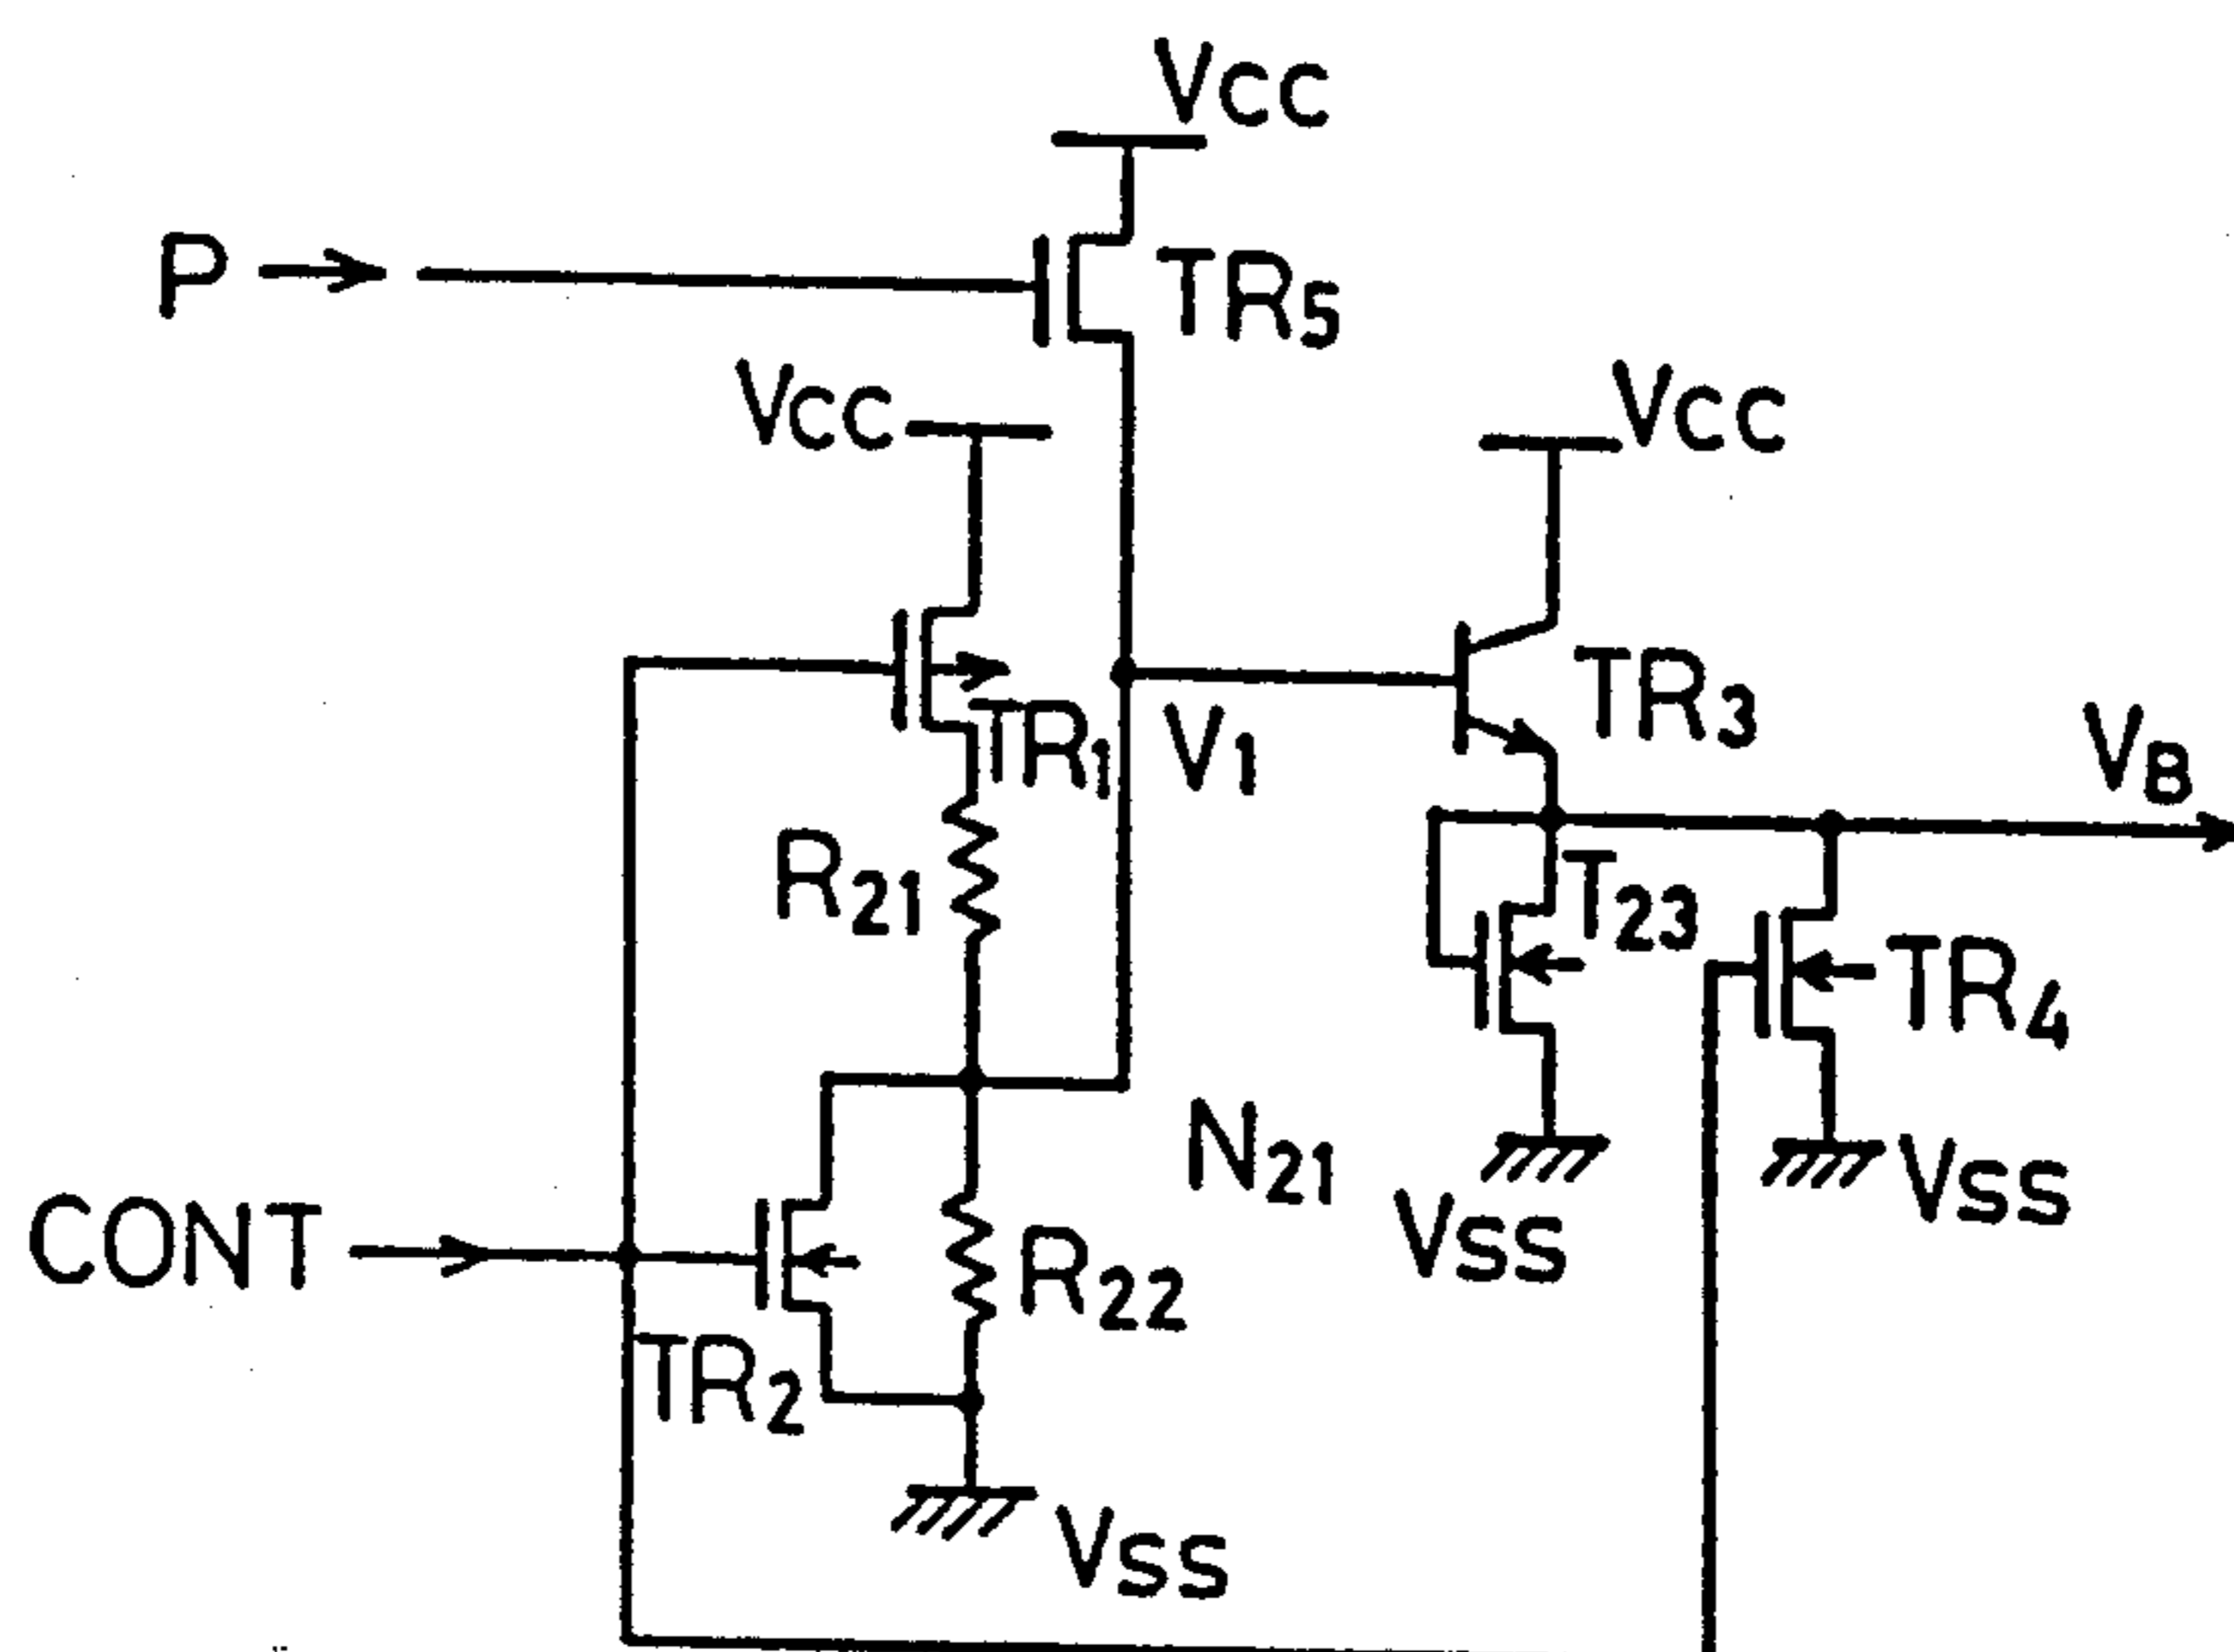 VCC
P
TR5
VCC
VCC
TR3
TR1
V1
VB
R21
T23
TR4
N21
VSS
VSS
CONT
R22
TR2
VSS